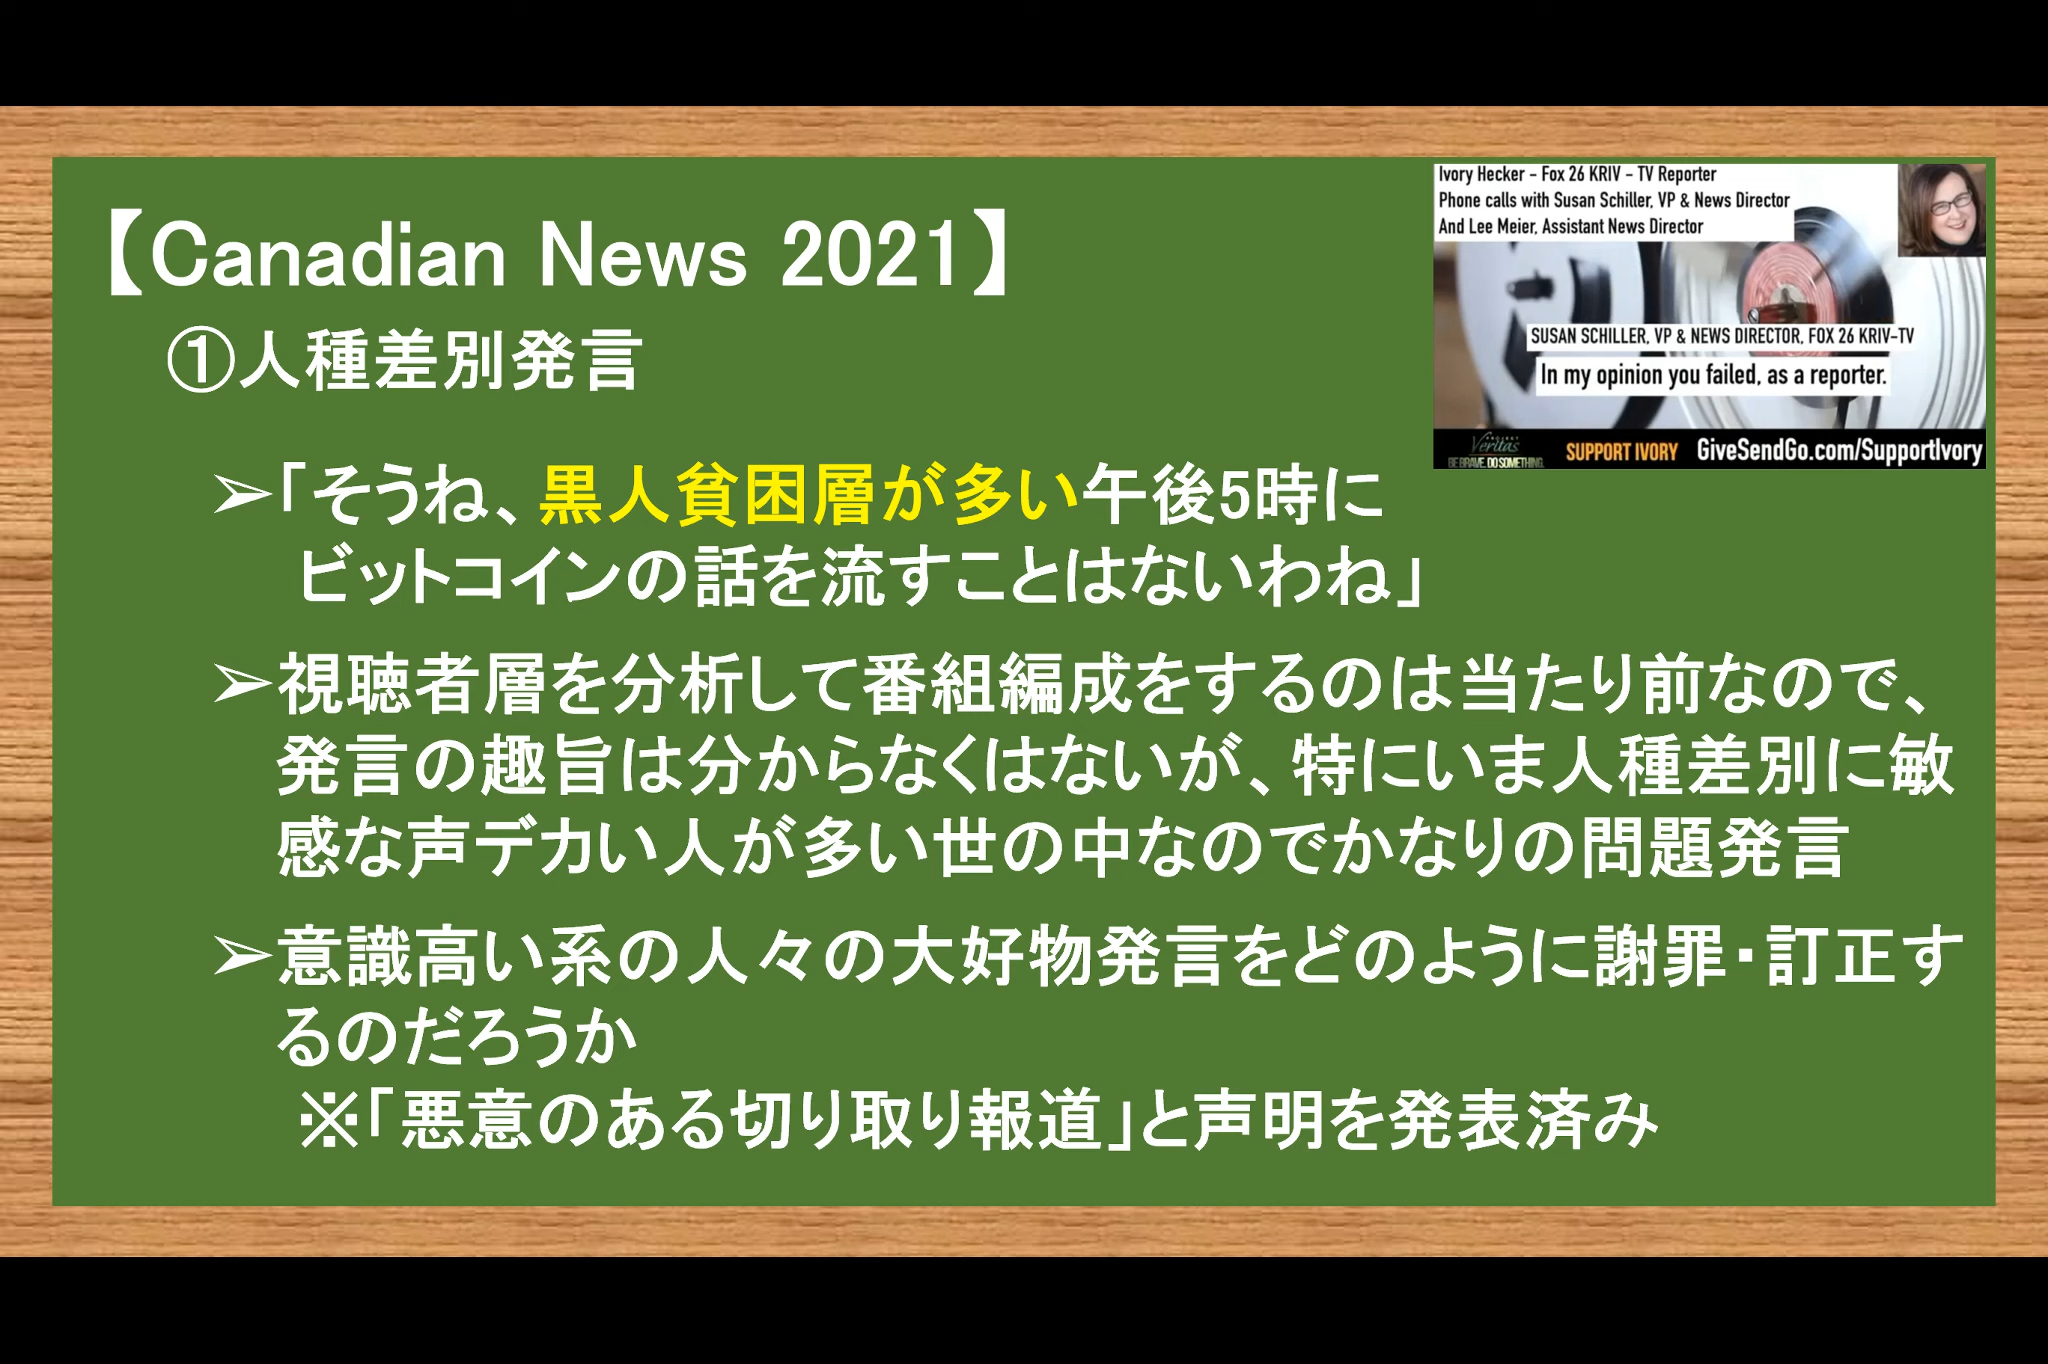 【Canadian News 2021】
①人種差別発言
Ivory Hecker - Fox 26 KRIV - TV Reporter
Phone calls with Susan Schiller, VP & News Director
And Lee Meier, Assistant News Director
SUSAN SCHILLER, VP & NEWS DIRECTOR, FOX 26 KRIV-TV
In my opinion you failed, as a reporter.
PROJECT
Veritas
BE BRAVE. DO SOMETHING.
SUPPORT IVORY GiveSendGo.com/SupportIvory
➢「そうね、黒人貧困層が多い午後5時に
ビットコインの話を流すことはないわね」
➢視聴者層を分析して番組編成をするのは当たり前なので、
発言の趣旨は分からなくはないが、特にいま人種差別に敏
感な声デカい人が多い世の中なのでかなりの問題発言
➢意識高い系の人々の大好物発言をどのように謝罪・訂正す
るのだろうか
※「悪意のある切り取り報道」と声明を発表済み